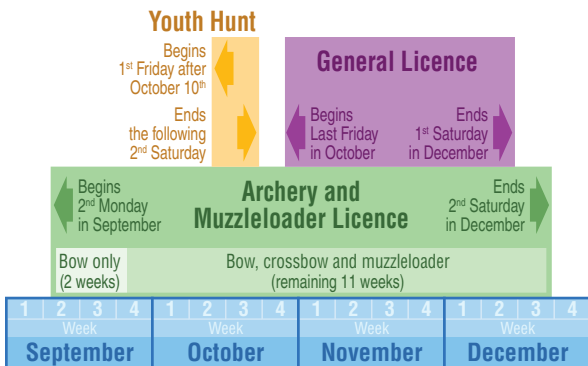 Youth Hunt
Begins
1st Friday after
October 10th
Ends
the following
2nd Saturday
General Licence
Begins
Last Friday
in October
Ends
1st Saturday
in December
Begins
2nd Monday
in September
Archery and
Muzzleloader Licence
Ends
2nd Saturday
in December
Bow only
(2 weeks)
Bow, crossbow and muzzleloader
(remaining 11 weeks)
1 2 3 4 1 2 3 4 1 2 3 4 1 2 3 4
Week Week Week Week
September October November December